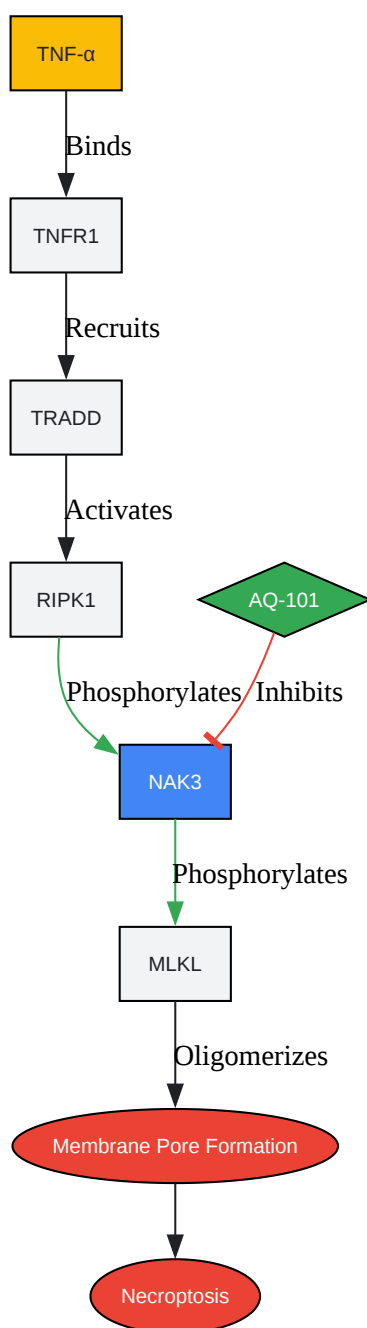 TNF-α
Binds
TNFR1
Recruits
TRADD
Activates
RIPK1
AQ-101
Phosphorylates
Inhibits
NAK3
Phosphorylates
MLKL
Oligomerizes
Membrane Pore Formation
Necroptosis